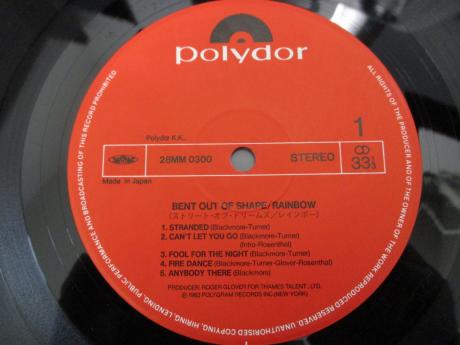 polydor
Polydor K.K.,
1
28MM 0300
STEREO
33 1/3
Made in Japan
BENT OUT OF SHAPE/RAINBOW
(ストリート・オブ・ドリームズ/レインボー)
1. STRANDED (Blackmore-Turner)
2. CAN'T LET YOU GO (Blackmore-Turner)
(Intro-Rosenthal)
3. FOOL FOR THE NIGHT (Blackmore-Turner)
4. FIRE DANCE (Blackmore-Turner-Glover-Rosenthal)
5. ANYBODY THERE (Blackmore)
PRODUCER: ROGER GLOVER FOR THAMES TALENT, LTD.
℗1983 POLYGRAM RECORDS INC (NEW YORK)
ALL RIGHTS OF THE PRODUCER AND OF THE OWNER OF THE WORK REPRODUCED RESERVED. UNAUTHORISED COPYING, HIRING, LENDING, PUBLIC PERFORMANCE AND BROADCASTING OF THIS RECORD PROHIBITED